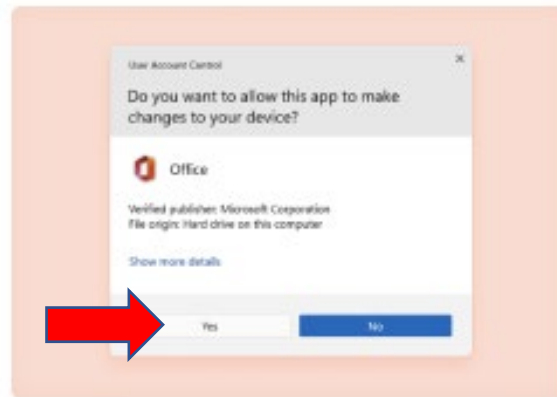 User Account Control
Do you want to allow this app to make
changes to your device?
Office
Verified publisher: Microsoft Corporation
File origin: Hard drive on this computer
Show more details
Yes
No